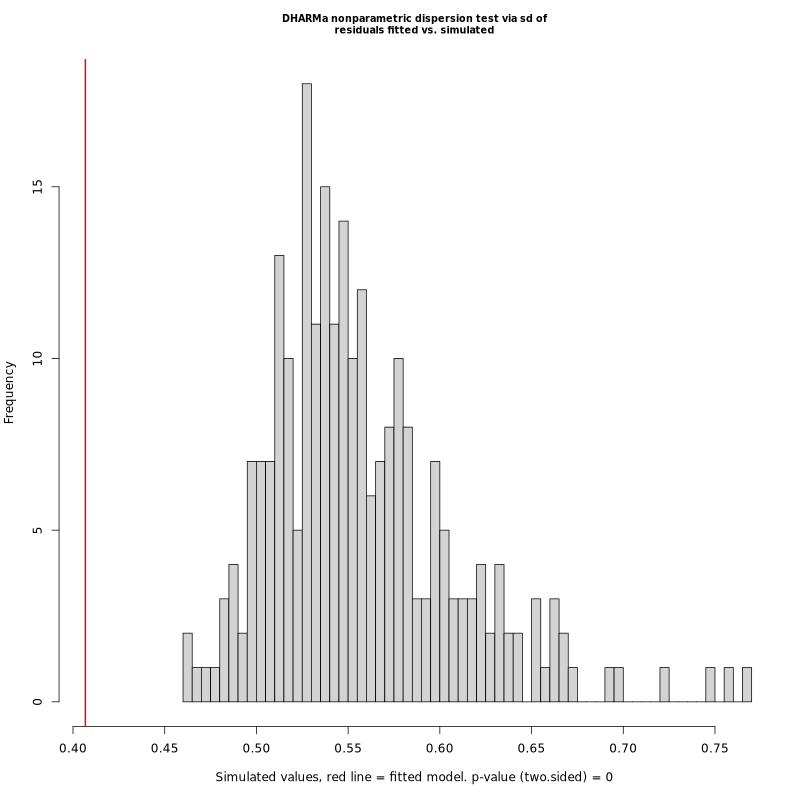 DHARMa nonparametric dispersion test via sd of
residuals fitted vs. simulated
Frequency
15
10
5
0
0.40 0.45 0.50 0.55 0.60 0.65 0.70 0.75
Simulated values, red line = fitted model. p-value (two.sided) = 0